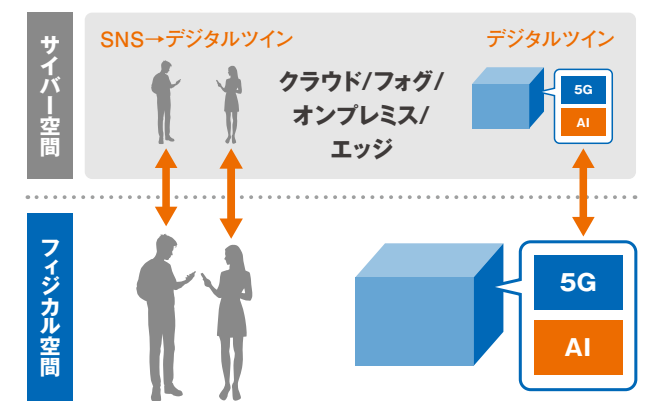 サイバー空間
SNS→デジタルツイン
デジタルツイン
クラウド/フォグ/
オンプレミス/
エッジ
5G
AI
フィジカル空間
5G
AI